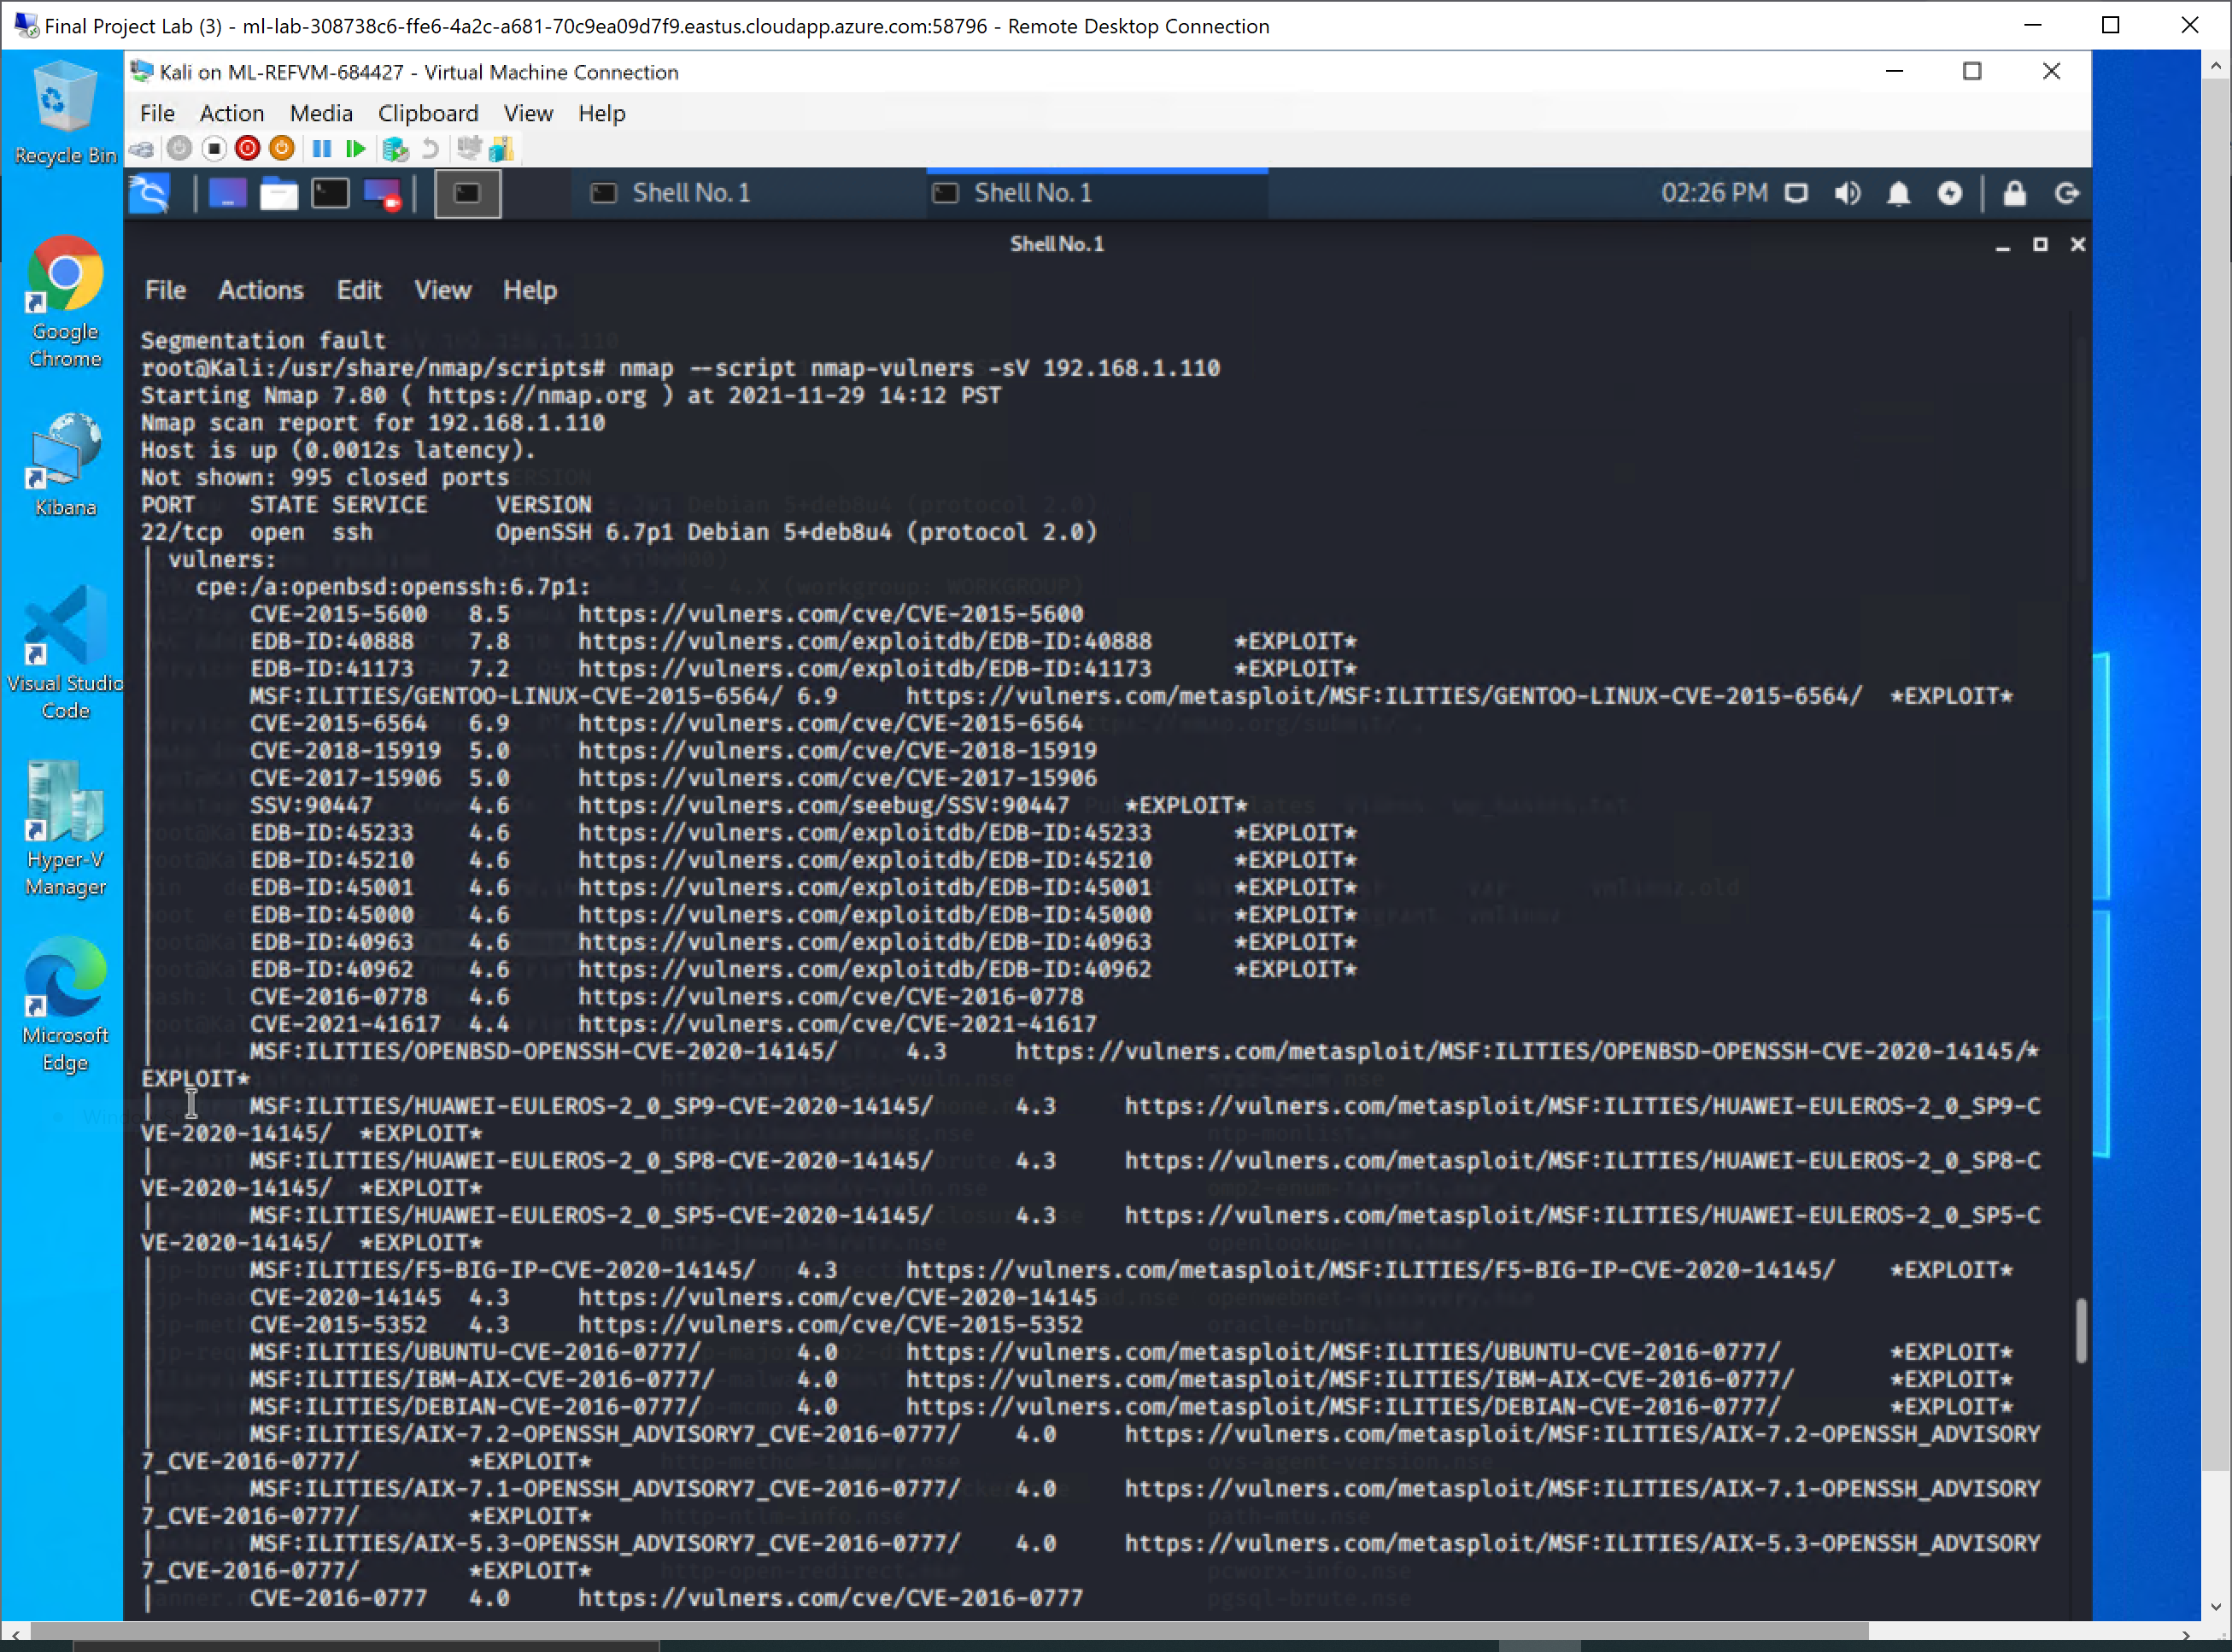 Final Project Lab (3) - ml-lab-308738c6-ffe6-4a2c-a681-70c9ea09d7f9.eastus.cloudapp.azure.com:58796 - Remote Desktop Connection
Kali on ML-REFVM-684427 - Virtual Machine Connection
File Action Media Clipboard View Help
Recycle Bin
Google Chrome
Kibana
Visual Studio Code
Hyper-V Manager
Microsoft Edge
Shell No. 1
Shell No. 1
02:26 PM
Shell No. 1
File Actions Edit View Help
Segmentation fault
root@Kali:/usr/share/nmap/scripts# nmap --script nmap-vulners -sV 192.168.1.110
Starting Nmap 7.80 ( https://nmap.org ) at 2021-11-29 14:12 PST
Nmap scan report for 192.168.1.110
Host is up (0.0012s latency).
Not shown: 995 closed ports
PORT STATE SERVICE VERSION
22/tcp open ssh OpenSSH 6.7p1 Debian 5+deb8u4 (protocol 2.0)
| vulners:
| cpe:/a:openbsd:openssh:6.7p1:
| CVE-2015-5600 8.5 https://vulners.com/cve/CVE-2015-5600
| EDB-ID:40888 7.8 https://vulners.com/exploitdb/EDB-ID:40888 *EXPLOIT*
| EDB-ID:41173 7.2 https://vulners.com/exploitdb/EDB-ID:41173 *EXPLOIT*
| MSF:ILITIES/GENTOO-LINUX-CVE-2015-6564/ 6.9 https://vulners.com/metasploit/MSF:ILITIES/GENTOO-LINUX-CVE-2015-6564/ *EXPLOIT*
| CVE-2015-6564 6.9 https://vulners.com/cve/CVE-2015-6564
| CVE-2018-15919 5.0 https://vulners.com/cve/CVE-2018-15919
| CVE-2017-15906 5.0 https://vulners.com/cve/CVE-2017-15906
| SSV:90447 4.6 https://vulners.com/seebug/SSV:90447 *EXPLOIT*
| EDB-ID:45233 4.6 https://vulners.com/exploitdb/EDB-ID:45233 *EXPLOIT*
| EDB-ID:45210 4.6 https://vulners.com/exploitdb/EDB-ID:45210 *EXPLOIT*
| EDB-ID:45001 4.6 https://vulners.com/exploitdb/EDB-ID:45001 *EXPLOIT*
| EDB-ID:45000 4.6 https://vulners.com/exploitdb/EDB-ID:45000 *EXPLOIT*
| EDB-ID:40963 4.6 https://vulners.com/exploitdb/EDB-ID:40963 *EXPLOIT*
| EDB-ID:40962 4.6 https://vulners.com/exploitdb/EDB-ID:40962 *EXPLOIT*
| CVE-2016-0778 4.6 https://vulners.com/cve/CVE-2016-0778
| CVE-2021-41617 4.4 https://vulners.com/cve/CVE-2021-41617
| MSF:ILITIES/OPENBSD-OPENSSH-CVE-2020-14145/ 4.3 https://vulners.com/metasploit/MSF:ILITIES/OPENBSD-OPENSSH-CVE-2020-14145/*
EXPLOIT*
| MSF:ILITIES/HUAWEI-EULEROS-2_0_SP9-CVE-2020-14145/ 4.3 https://vulners.com/metasploit/MSF:ILITIES/HUAWEI-EULEROS-2_0_SP9-C
VE-2020-14145/ *EXPLOIT*
| MSF:ILITIES/HUAWEI-EULEROS-2_0_SP8-CVE-2020-14145/ 4.3 https://vulners.com/metasploit/MSF:ILITIES/HUAWEI-EULEROS-2_0_SP8-C
VE-2020-14145/ *EXPLOIT*
| MSF:ILITIES/HUAWEI-EULEROS-2_0_SP5-CVE-2020-14145/ 4.3 https://vulners.com/metasploit/MSF:ILITIES/HUAWEI-EULEROS-2_0_SP5-C
VE-2020-14145/ *EXPLOIT*
| MSF:ILITIES/F5-BIG-IP-CVE-2020-14145/ 4.3 https://vulners.com/metasploit/MSF:ILITIES/F5-BIG-IP-CVE-2020-14145/ *EXPLOIT*
| CVE-2020-14145 4.3 https://vulners.com/cve/CVE-2020-14145
| CVE-2015-5352 4.3 https://vulners.com/cve/CVE-2015-5352
| MSF:ILITIES/UBUNTU-CVE-2016-0777/ 4.0 https://vulners.com/metasploit/MSF:ILITIES/UBUNTU-CVE-2016-0777/ *EXPLOIT*
| MSF:ILITIES/IBM-AIX-CVE-2016-0777/ 4.0 https://vulners.com/metasploit/MSF:ILITIES/IBM-AIX-CVE-2016-0777/ *EXPLOIT*
| MSF:ILITIES/DEBIAN-CVE-2016-0777/ 4.0 https://vulners.com/metasploit/MSF:ILITIES/DEBIAN-CVE-2016-0777/ *EXPLOIT*
| MSF:ILITIES/AIX-7.2-OPENSSH_ADVISORY7_CVE-2016-0777/ 4.0 https://vulners.com/metasploit/MSF:ILITIES/AIX-7.2-OPENSSH_ADVISORY
7_CVE-2016-0777/ *EXPLOIT*
| MSF:ILITIES/AIX-7.1-OPENSSH_ADVISORY7_CVE-2016-0777/ 4.0 https://vulners.com/metasploit/MSF:ILITIES/AIX-7.1-OPENSSH_ADVISORY
7_CVE-2016-0777/ *EXPLOIT*
| MSF:ILITIES/AIX-5.3-OPENSSH_ADVISORY7_CVE-2016-0777/ 4.0 https://vulners.com/metasploit/MSF:ILITIES/AIX-5.3-OPENSSH_ADVISORY
7_CVE-2016-0777/ *EXPLOIT*
| CVE-2016-0777 4.0 https://vulners.com/cve/CVE-2016-0777